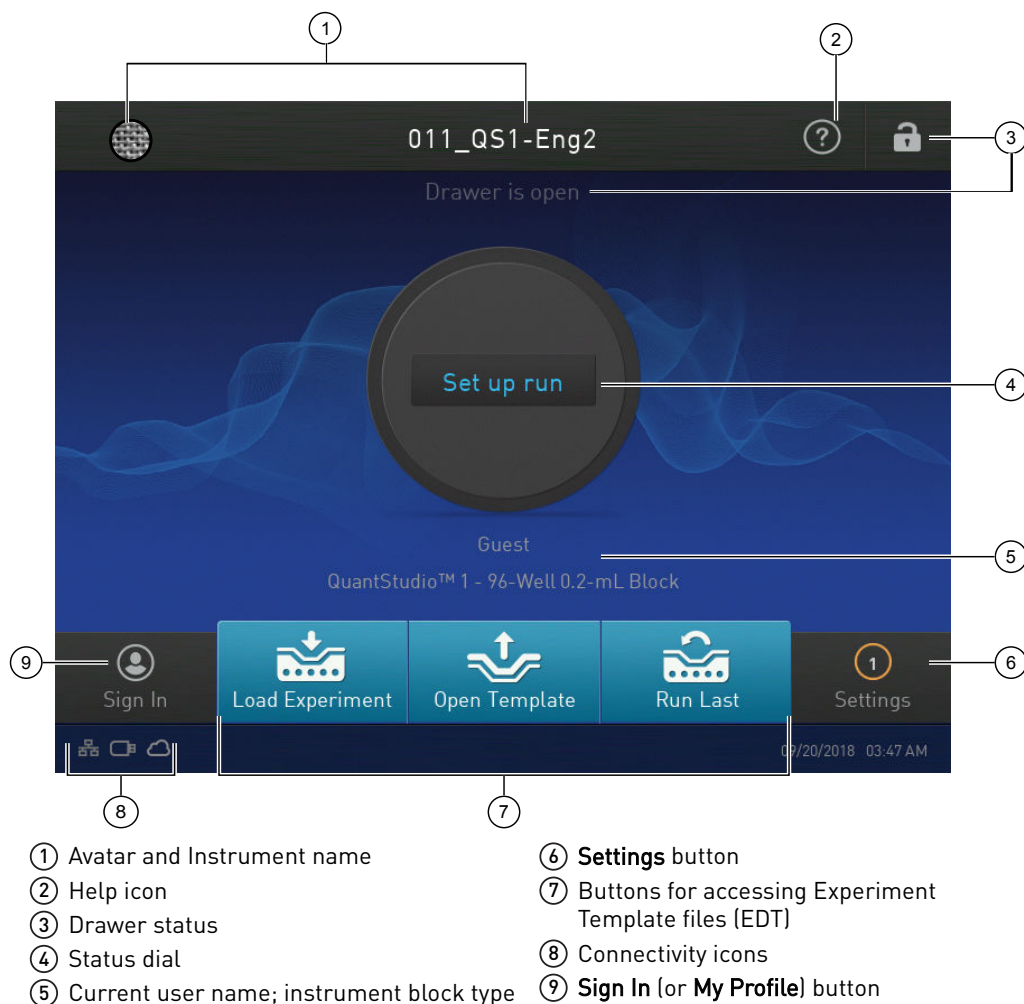 1
2
011_QS1-Eng2
?
3
Drawer is open
Set up run
4
Guest
5
QuantStudio™ 1 - 96-Well 0.2-mL Block
9
Sign In
Load Experiment
Open Template
Run Last
1
Settings
6
09/20/2018 03:47 AM
8
7
1 Avatar and Instrument name
2 Help icon
3 Drawer status
4 Status dial
5 Current user name; instrument block type
6 Settings button
7 Buttons for accessing Experiment
Template files (EDT)
8 Connectivity icons
9 Sign In (or My Profile) button